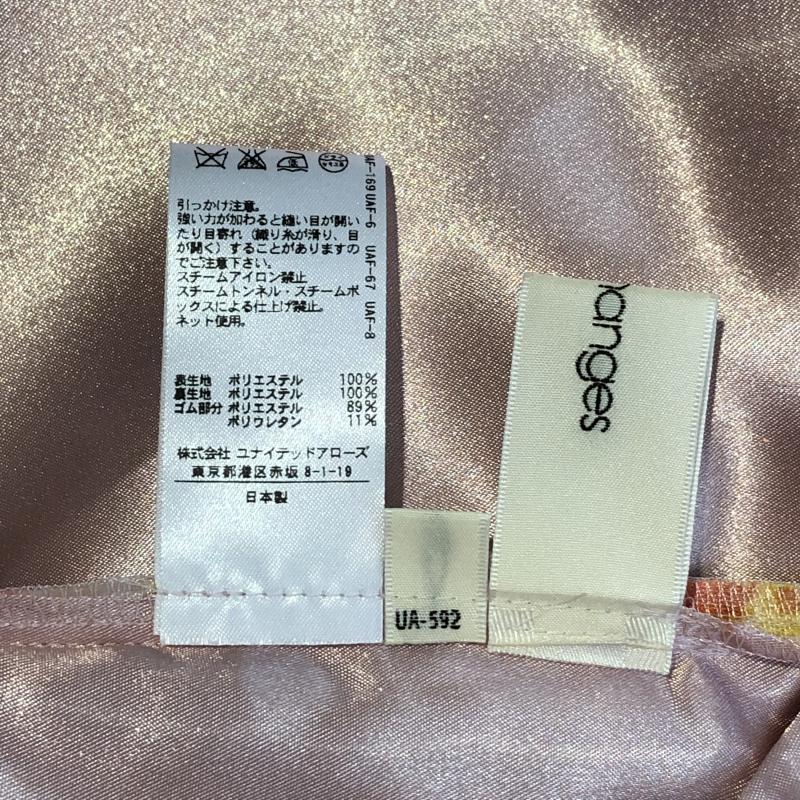 引っかけ注意。
強い力が加わると縫い目が開い
たり目寄れ（織り糸が滑り、目
が開く）することがありますの
でご注意下さい。
スチームアイロン禁止
スチームトンネル・スチームボ
ックスによる仕上げ禁止。
ネット使用。
UAF-6 UAF-67 UAF-8
表生地 ポリエステル 100%
裏生地 ポリエステル 100%
ゴム部分 ポリエステル 89%
ポリウレタン 11%
株式会社 ユナイテッドアローズ
東京都港区赤坂 8-1-19
日本製
UA-592
anges